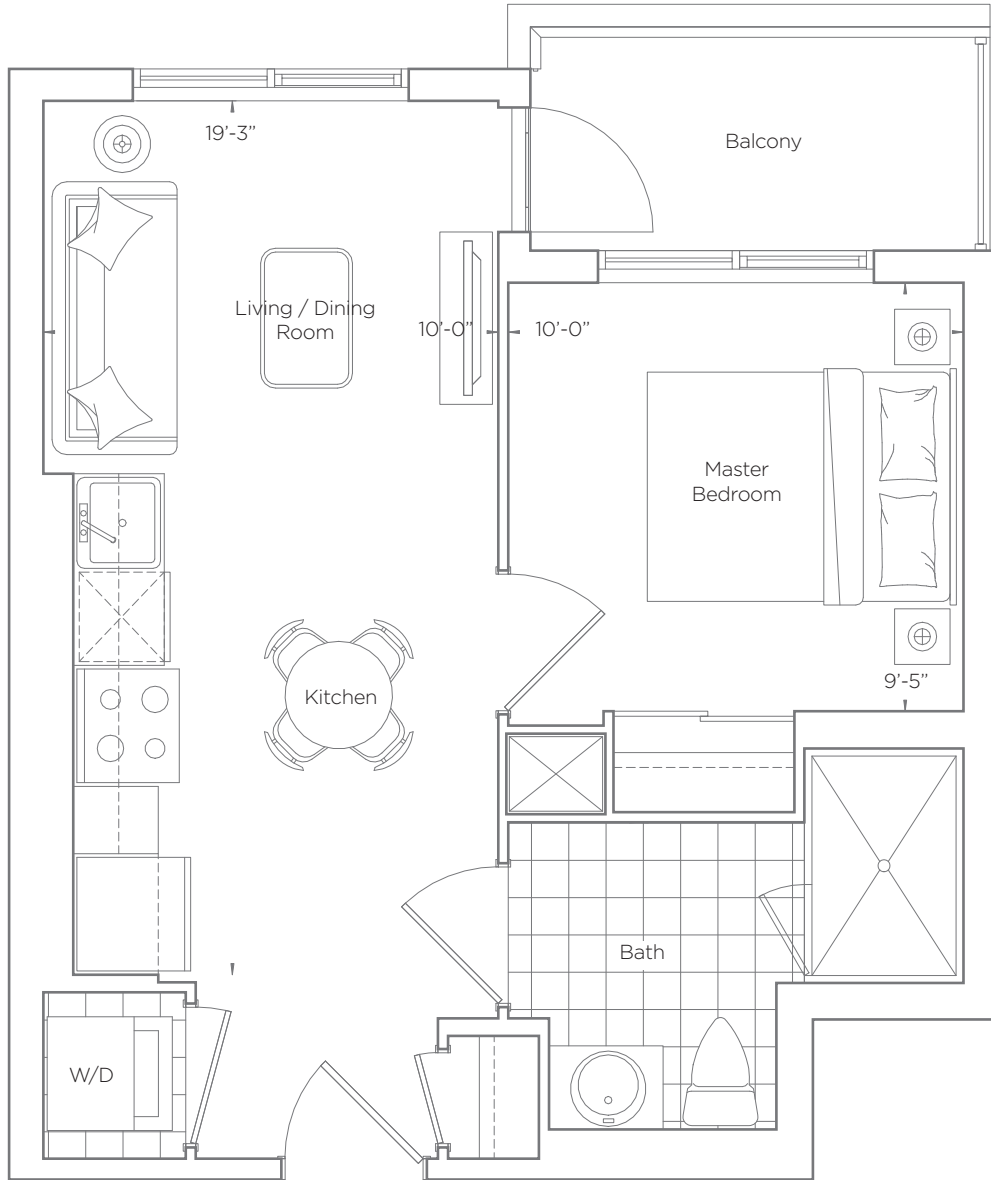 19’-3”
Balcony
Living / Dining
Room
10’-0”
10’-0”
Master
Bedroom
9’-5”
Kitchen
Bath
W/D